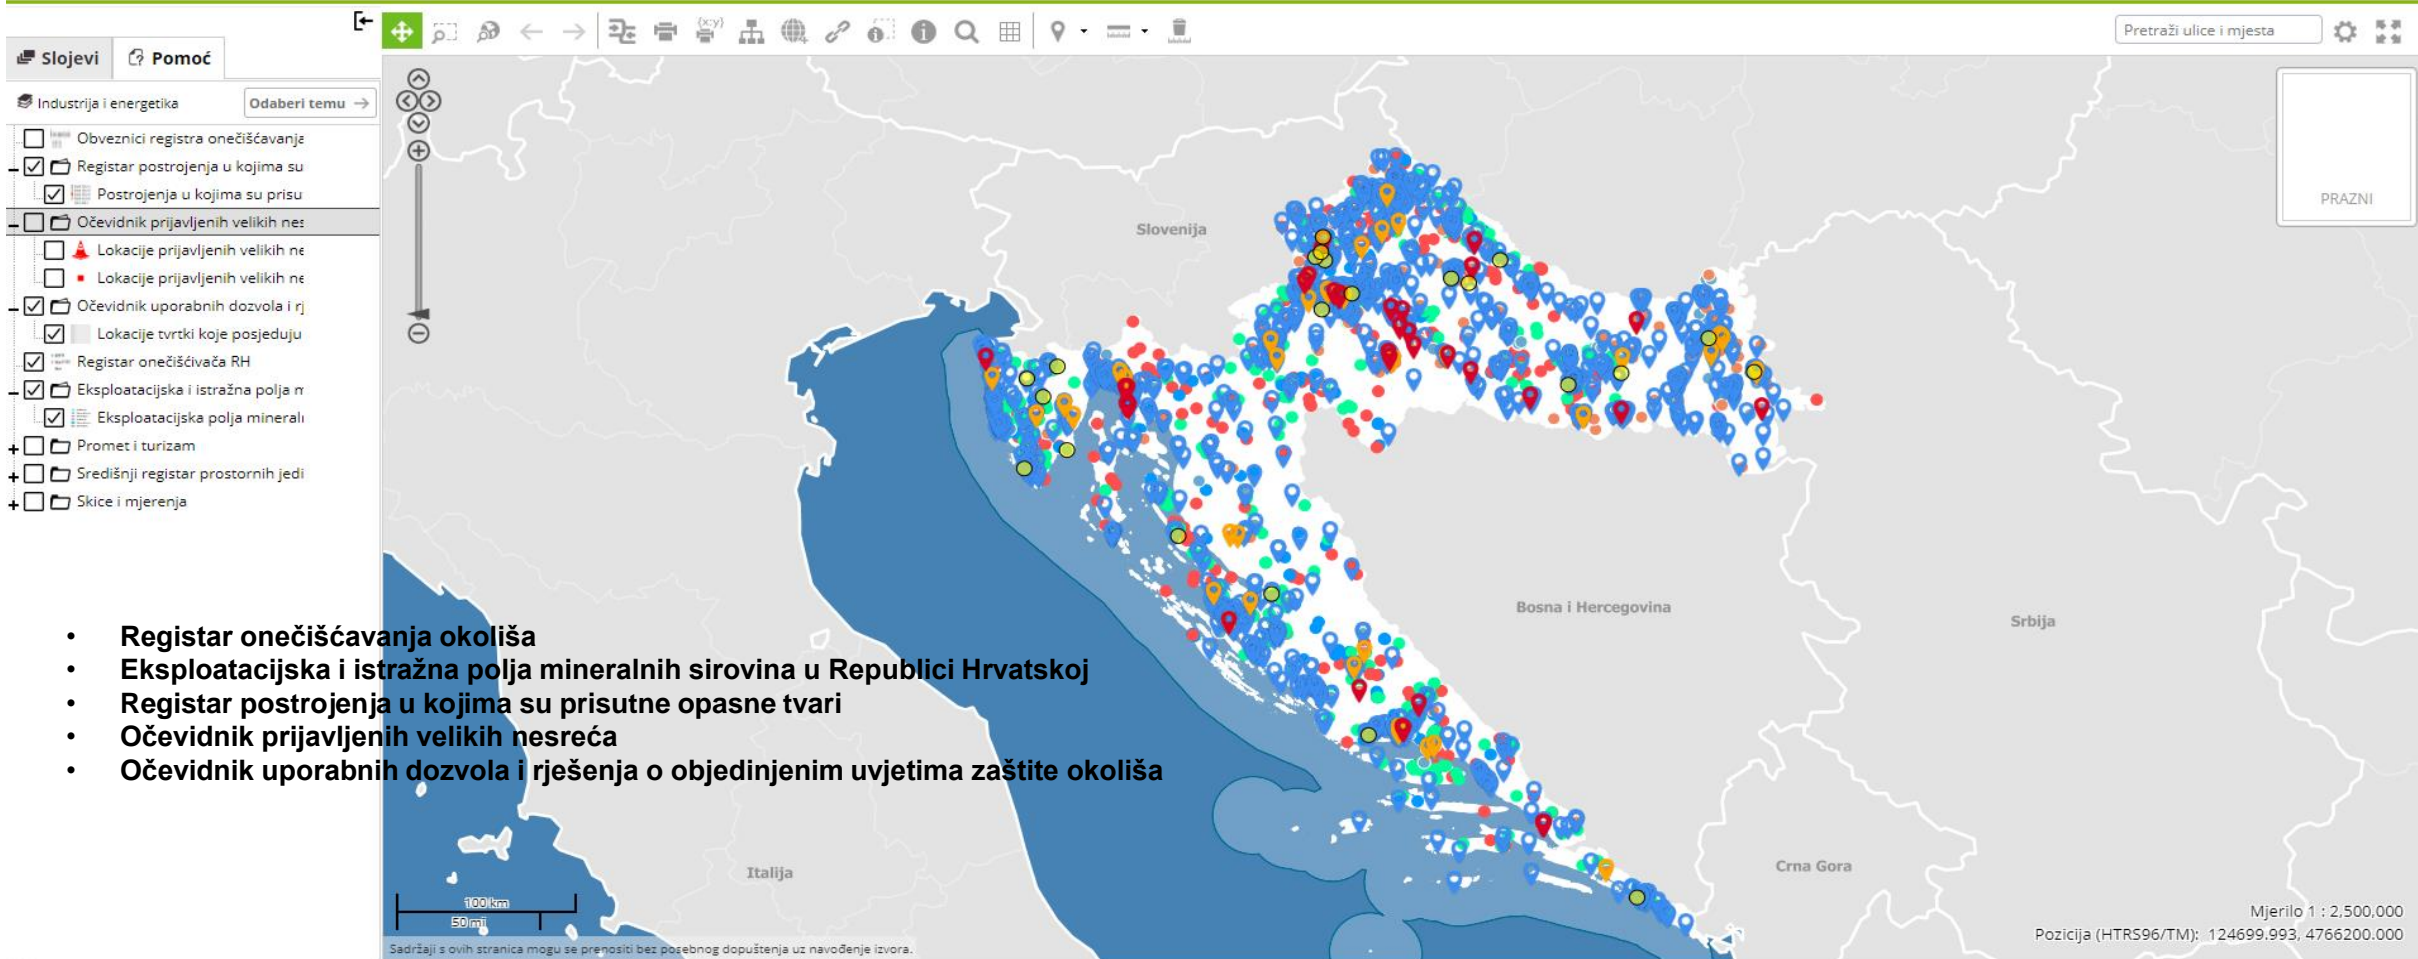 {x;y}
Pretraži ulice i mjesta
Slojevi
Pomoć
Industrija i energetika
Odaberi temu →
Obveznici registra onečišćavanja
Registar postrojenja u kojima su
Postrojenja u kojima su prisu
Očevidnik prijavljenih velikih nes
Lokacije prijavljenih velikih ne
Lokacije prijavljenih velikih ne
Očevidnik uporabnih dozvola i rj
Lokacije tvrtki koje posjeduju
Registar onečišćivača RH
Eksploatacijska i istražna polja m
Eksploatacijska polja mineral
Promet i turizam
Središnji registar prostornih jedi
Skice i mjerenja
PRAZNI
Slovenija
Bosna i Hercegovina
Srbija
Crna Gora
Italija
• Registar onečišćavanja okoliša
• Eksploatacijska i istražna polja mineralnih sirovina u Republici Hrvatskoj
• Registar postrojenja u kojima su prisutne opasne tvari
• Očevidnik prijavljenih velikih nesreća
• Očevidnik uporabnih dozvola i rješenja o objedinjenim uvjetima zaštite okoliša
100 km
50 mi
Mjerilo 1 : 2,500,000
Pozicija (HTRS96/TM): 124699.993, 4766200.000
Sadržaji s ovih stranica mogu se prenositi bez posebnog dopuštenja uz navođenje izvora.